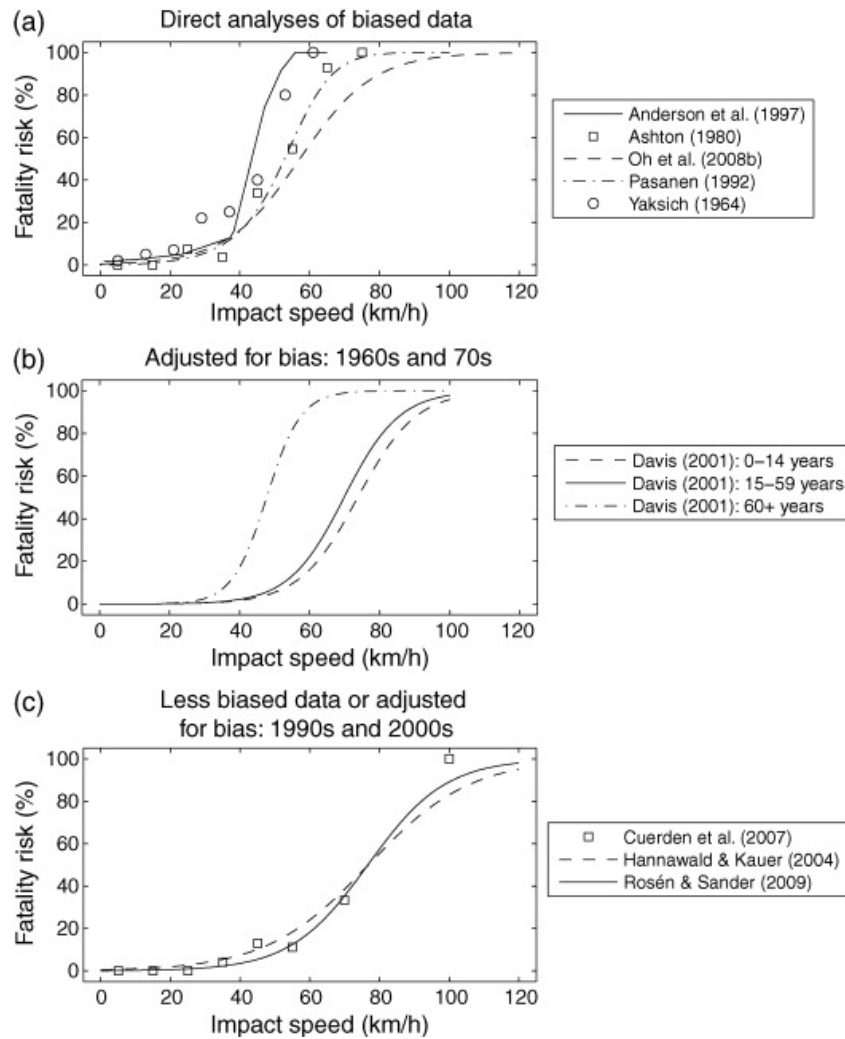 (a)
Direct analyses of biased data
Fatality risk (%)
100
80
60
40
20
0
0 20 40 60 80 100 120
Impact speed (km/h)
Anderson et al. (1997)
Ashton (1980)
Oh et al. (2008b)
Pasanen (1992)
Yaksich (1964)
(b)
Adjusted for bias: 1960s and 70s
Fatality risk (%)
100
80
60
40
20
0
0 20 40 60 80 100 120
Impact speed (km/h)
Davis (2001): 0–14 years
Davis (2001): 15–59 years
Davis (2001): 60+ years
(c)
Less biased data or adjusted
for bias: 1990s and 2000s
Fatality risk (%)
100
80
60
40
20
0
0 20 40 60 80 100 120
Impact speed (km/h)
Cuerden et al. (2007)
Hannawald & Kauer (2004)
Rosén & Sander (2009)